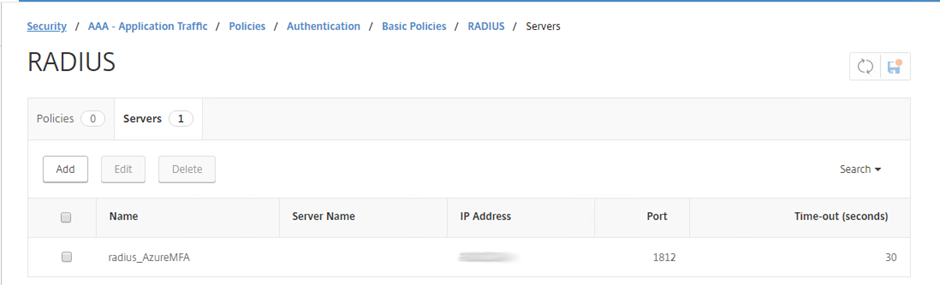 Security / AAA - Application Traffic / Policies / Authentication / Basic Policies / RADIUS / Servers
RADIUS
Policies 0 Servers 1
Add Edit Delete Search
Name Server Name IP Address Port Time-out (seconds)
radius_AzureMFA 1812 30